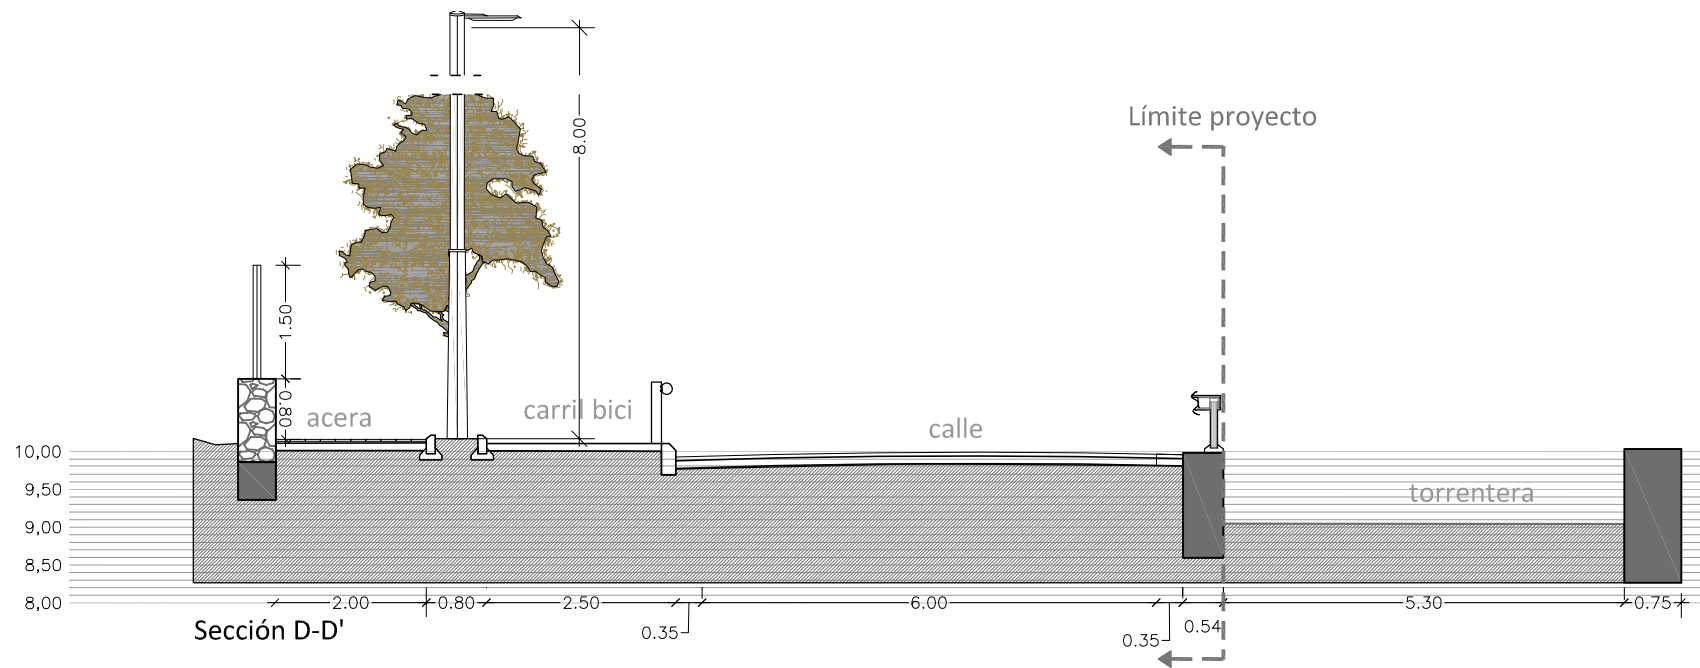 8.00
Límite proyecto
1.50
0.80
acera
carril bici
calle
torrentera
10,00
9,50
9,00
8,50
8,00
2.00
0.80
2.50
6.00
5.30
0.75
0.35
0.35
0.54
Sección D-D'